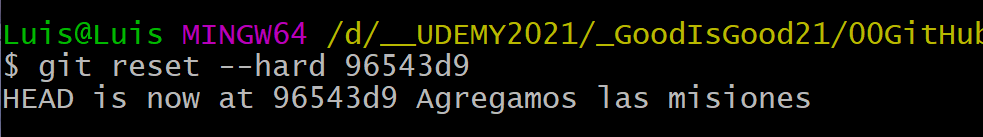 Luis@Luis MINGW64 /d/__UDEMY2021/_GoodIsGood21/00GitHub
$ git reset --hard 96543d9
HEAD is now at 96543d9 Agregamos las misiones